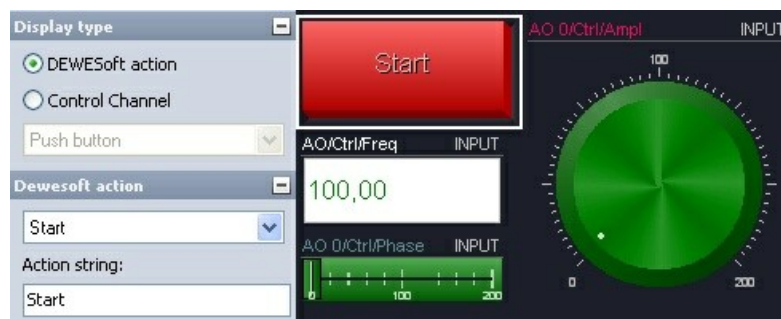 Display type
DEWESoft action
Control Channel
Push button
Dewesoft action
Start
Action string:
Start
Start
AO/Ctrl/Freq INPUT
100,00
AO 0/Ctrl/Phase INPUT
0 100 200
AO 0/Ctrl/Ampl INPUT
100
0 200